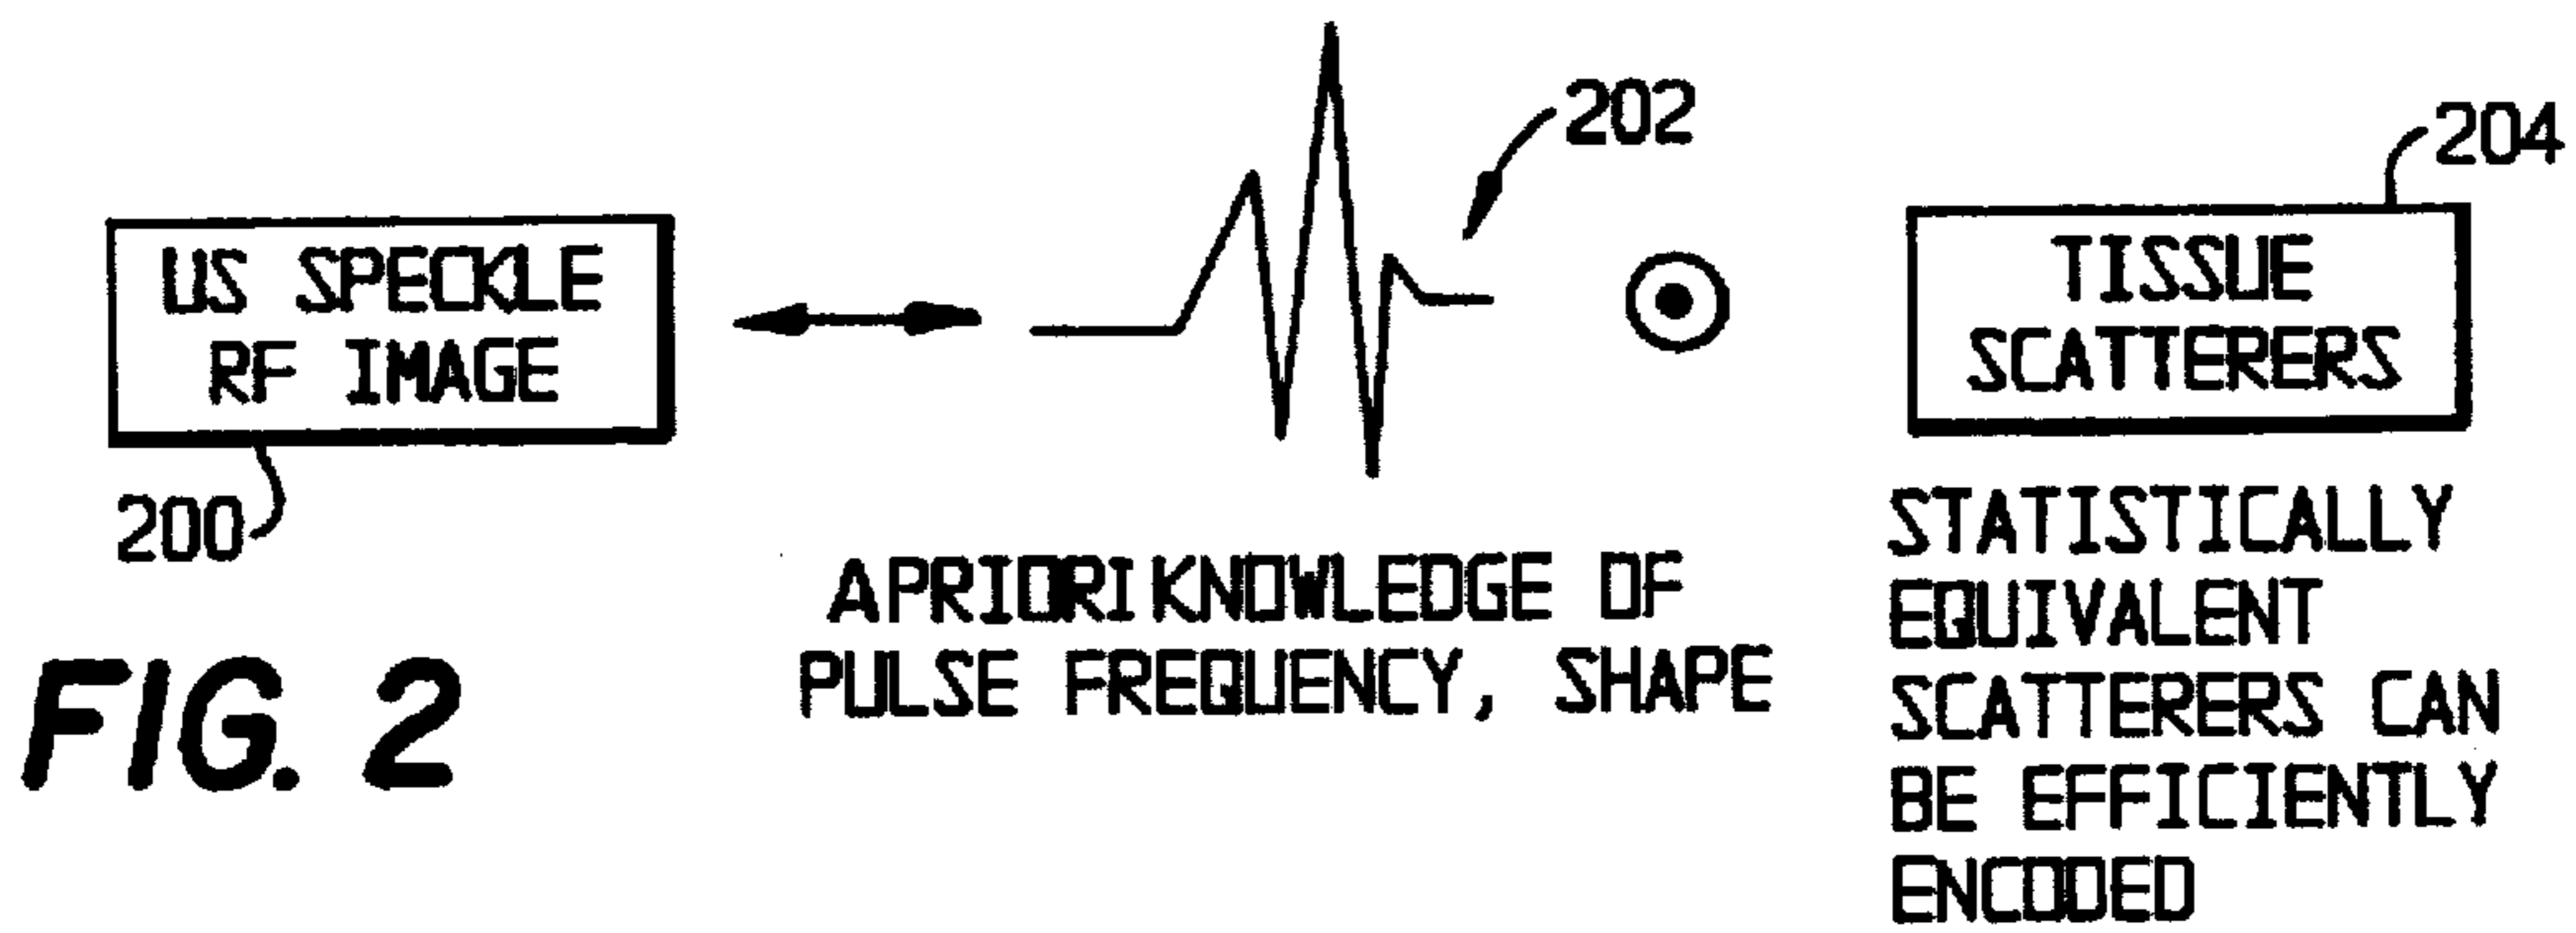 US SPECKLE
RF IMAGE
200
202
A PRIORI KNOWLEDGE OF
PULSE FREQUENCY, SHAPE
204
TISSUE
SCATTERERS
STATISTICALLY
EQUIVALENT
SCATTERERS CAN
BE EFFICIENTLY
ENCODED
FIG. 2